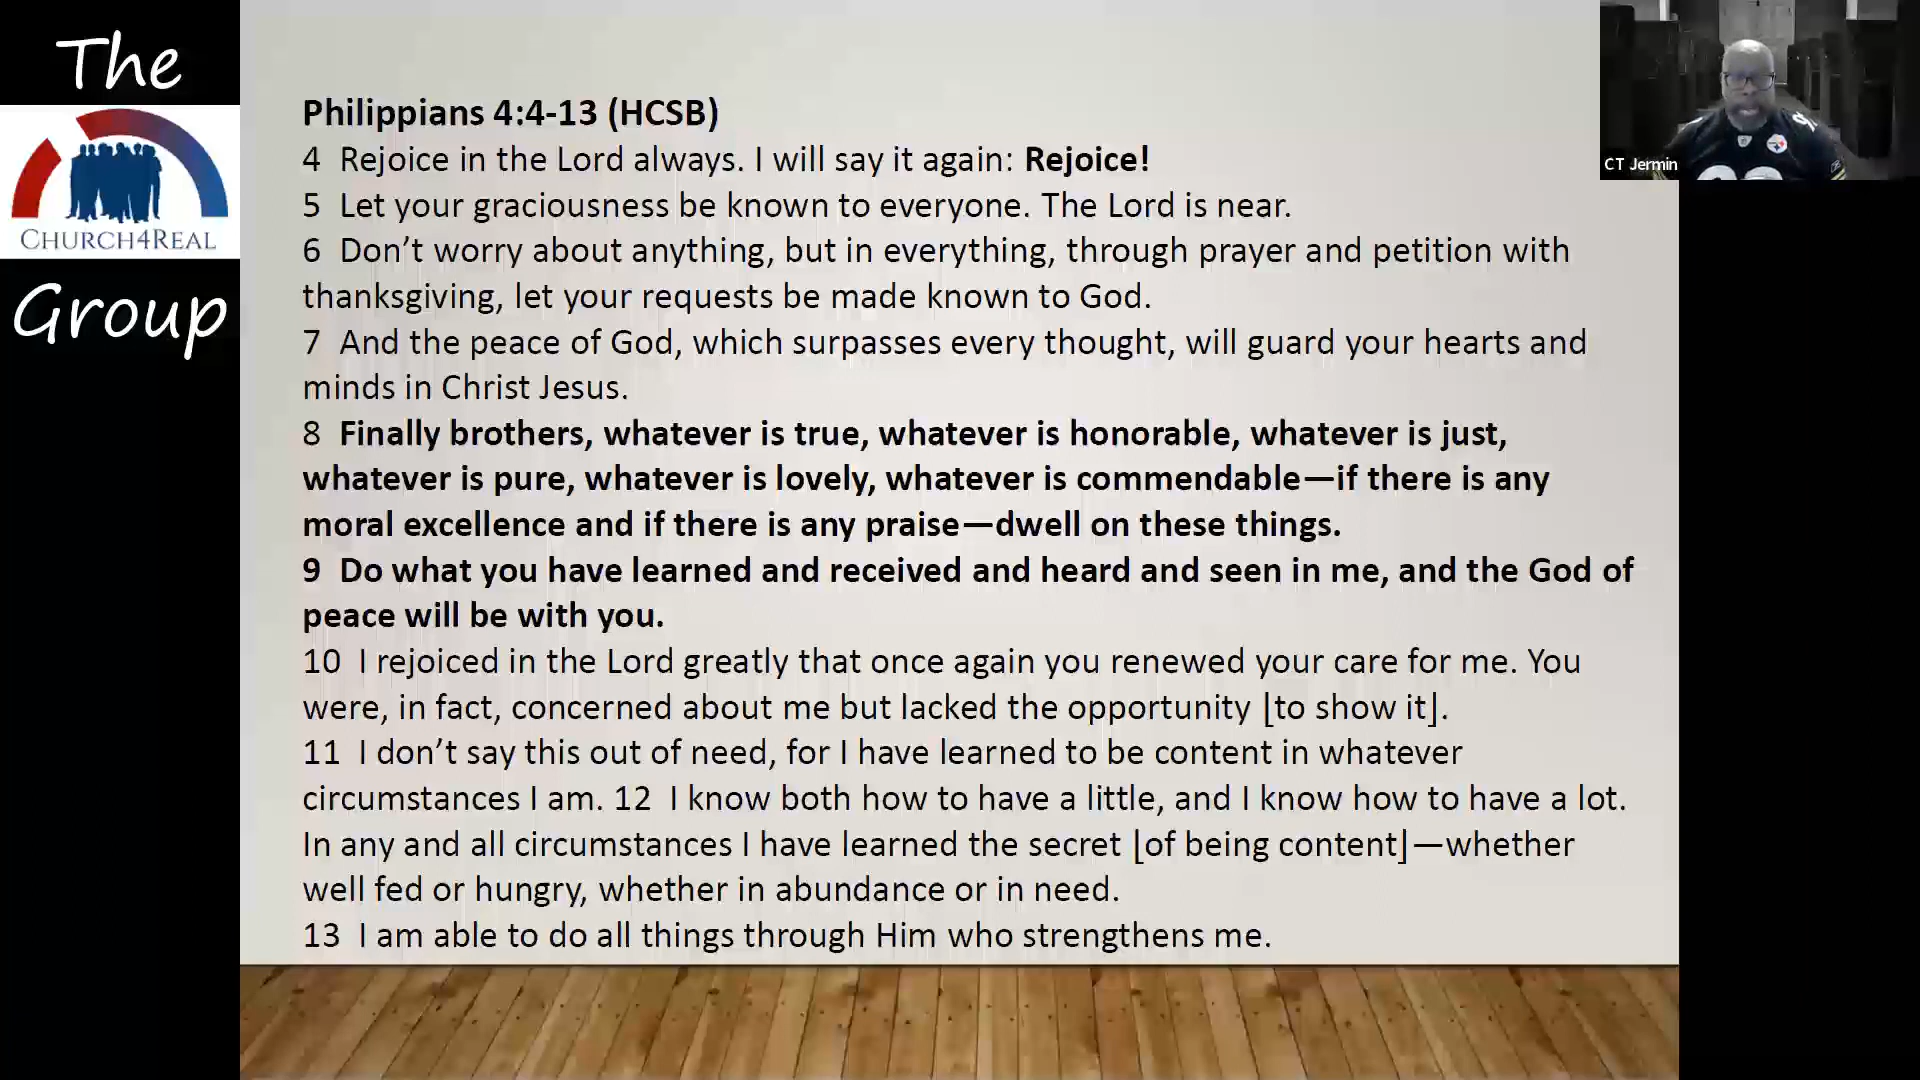 The
CHURCH4REAL
Group
Philippians 4:4-13 (HCSB)
4 Rejoice in the Lord always. I will say it again: Rejoice!
5 Let your graciousness be known to everyone. The Lord is near.
6 Don’t worry about anything, but in everything, through prayer and petition with
thanksgiving, let your requests be made known to God.
7 And the peace of God, which surpasses every thought, will guard your hearts and
minds in Christ Jesus.
8 Finally brothers, whatever is true, whatever is honorable, whatever is just,
whatever is pure, whatever is lovely, whatever is commendable—if there is any
moral excellence and if there is any praise—dwell on these things.
9 Do what you have learned and received and heard and seen in me, and the God of
peace will be with you.
10 I rejoiced in the Lord greatly that once again you renewed your care for me. You
were, in fact, concerned about me but lacked the opportunity ⌊to show it⌋.
11 I don’t say this out of need, for I have learned to be content in whatever
circumstances I am. 12 I know both how to have a little, and I know how to have a lot.
In any and all circumstances I have learned the secret ⌊of being content⌋—whether
well fed or hungry, whether in abundance or in need.
13 I am able to do all things through Him who strengthens me.
CT Jermin